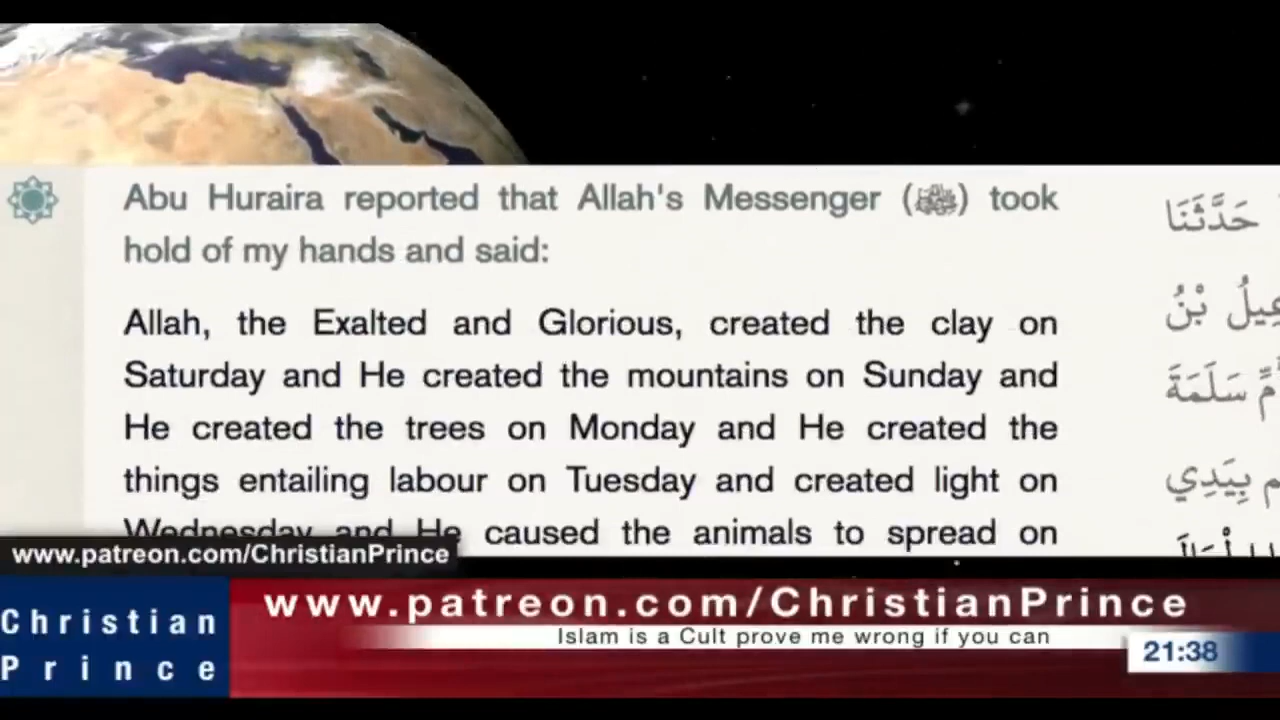 Abu Huraira reported that Allah's Messenger (ﷺ) took
hold of my hands and said:
Allah, the Exalted and Glorious, created the clay on
Saturday and He created the mountains on Sunday and
He created the trees on Monday and He created the
things entailing labour on Tuesday and created light on
Wednesday and He caused the animals to spread on
حَدَّثَنَا
عِيلُ بْنُ
أُمِّ سَلَمَةَ
بِيَدِي
www.patreon.com/ChristianPrince
Christian
Prince
www.patreon.com/ChristianPrince
Islam is a Cult prove me wrong if you can
21:38